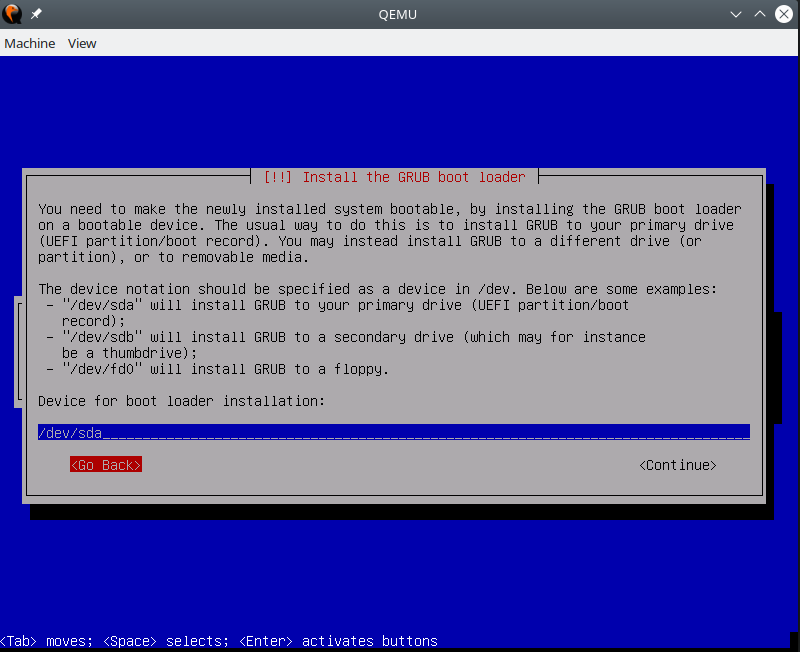 QEMU
Machine View
[!!] Install the GRUB boot loader
You need to make the newly installed system bootable, by installing the GRUB boot loader
on a bootable device. The usual way to do this is to install GRUB to your primary drive
(UEFI partition/boot record). You may instead install GRUB to a different drive (or
partition), or to removable media.
The device notation should be specified as a device in /dev. Below are some examples:
- "/dev/sda" will install GRUB to your primary drive (UEFI partition/boot
record);
- "/dev/sdb" will install GRUB to a secondary drive (which may for instance
be a thumbdrive);
- "/dev/fd0" will install GRUB to a floppy.
Device for boot loader installation:
/dev/sda
<Go Back> <Continue>
<Tab> moves; <Space> selects; <Enter> activates buttons